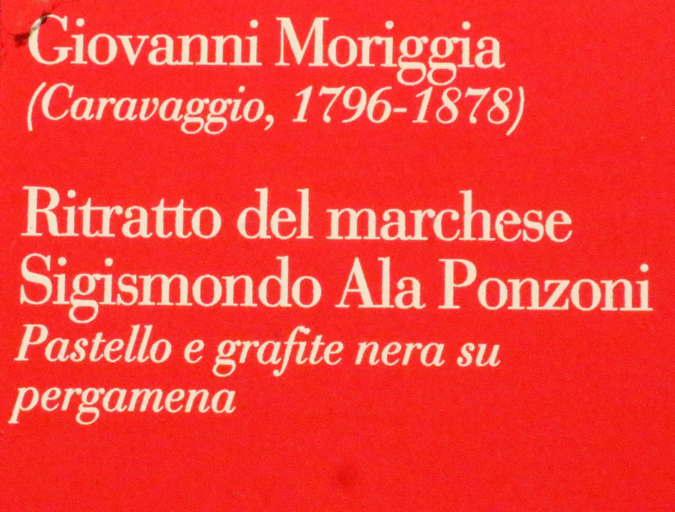 Giovanni Moriggia
(Caravaggio, 1796-1878)
Ritratto del marchese
Sigismondo Ala Ponzoni
Pastello e grafite nera su
pergamena